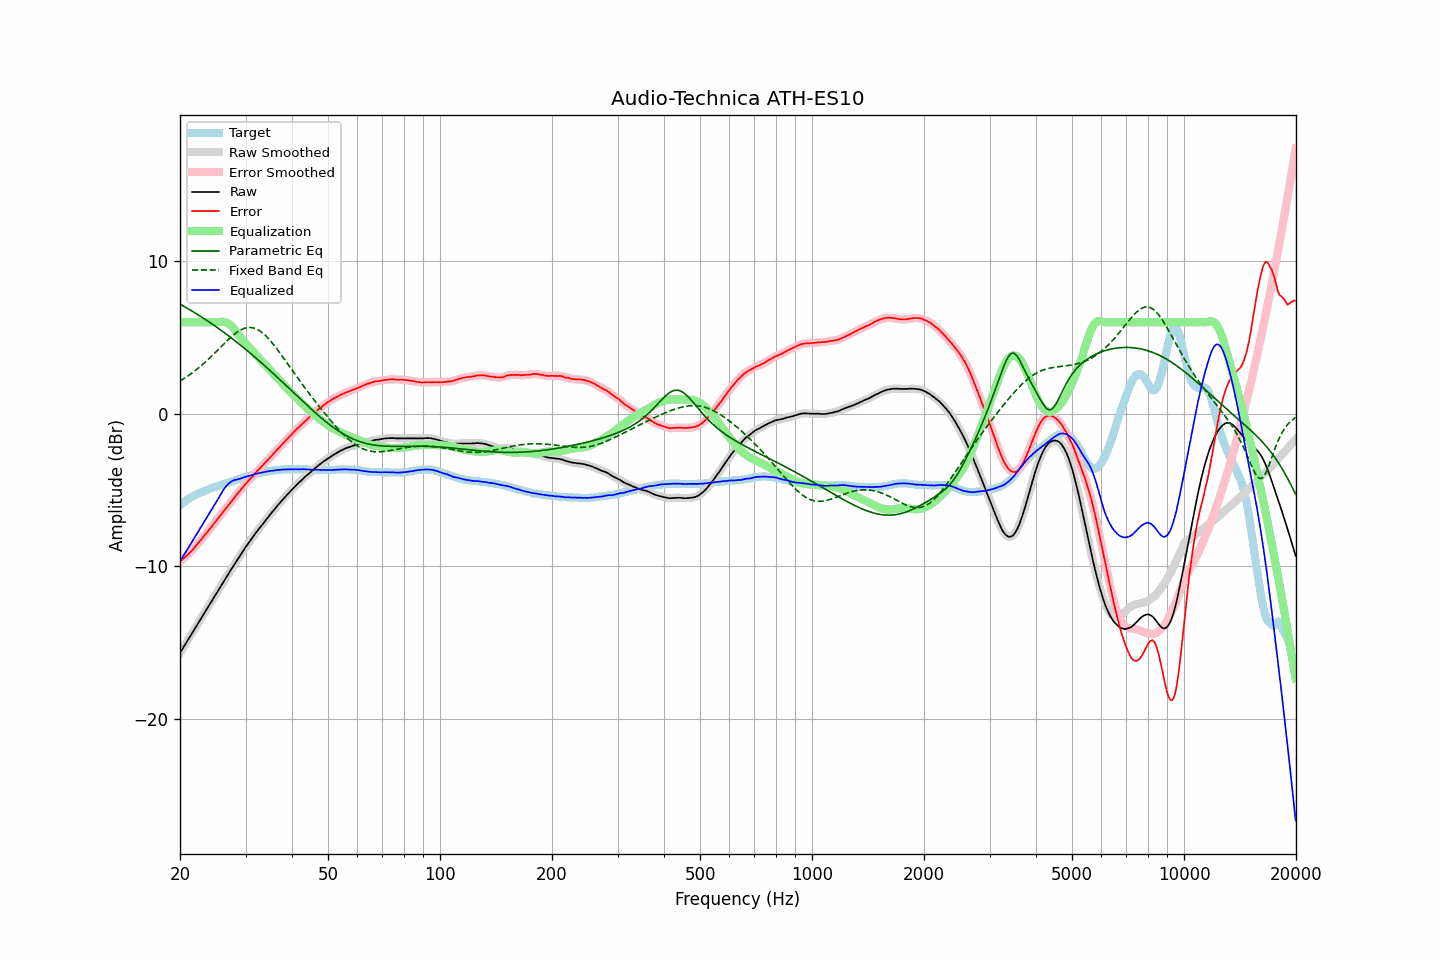 Audio-Technica ATH-ES10
Target
Raw Smoothed
Error Smoothed
Raw
Error
Equalization
Parametric Eq
Fixed Band Eq
Equalized
Amplitude (dBr)
10
0
−10
−20
20 50 100 200 500 1000 2000 5000 10000 20000
Frequency (Hz)